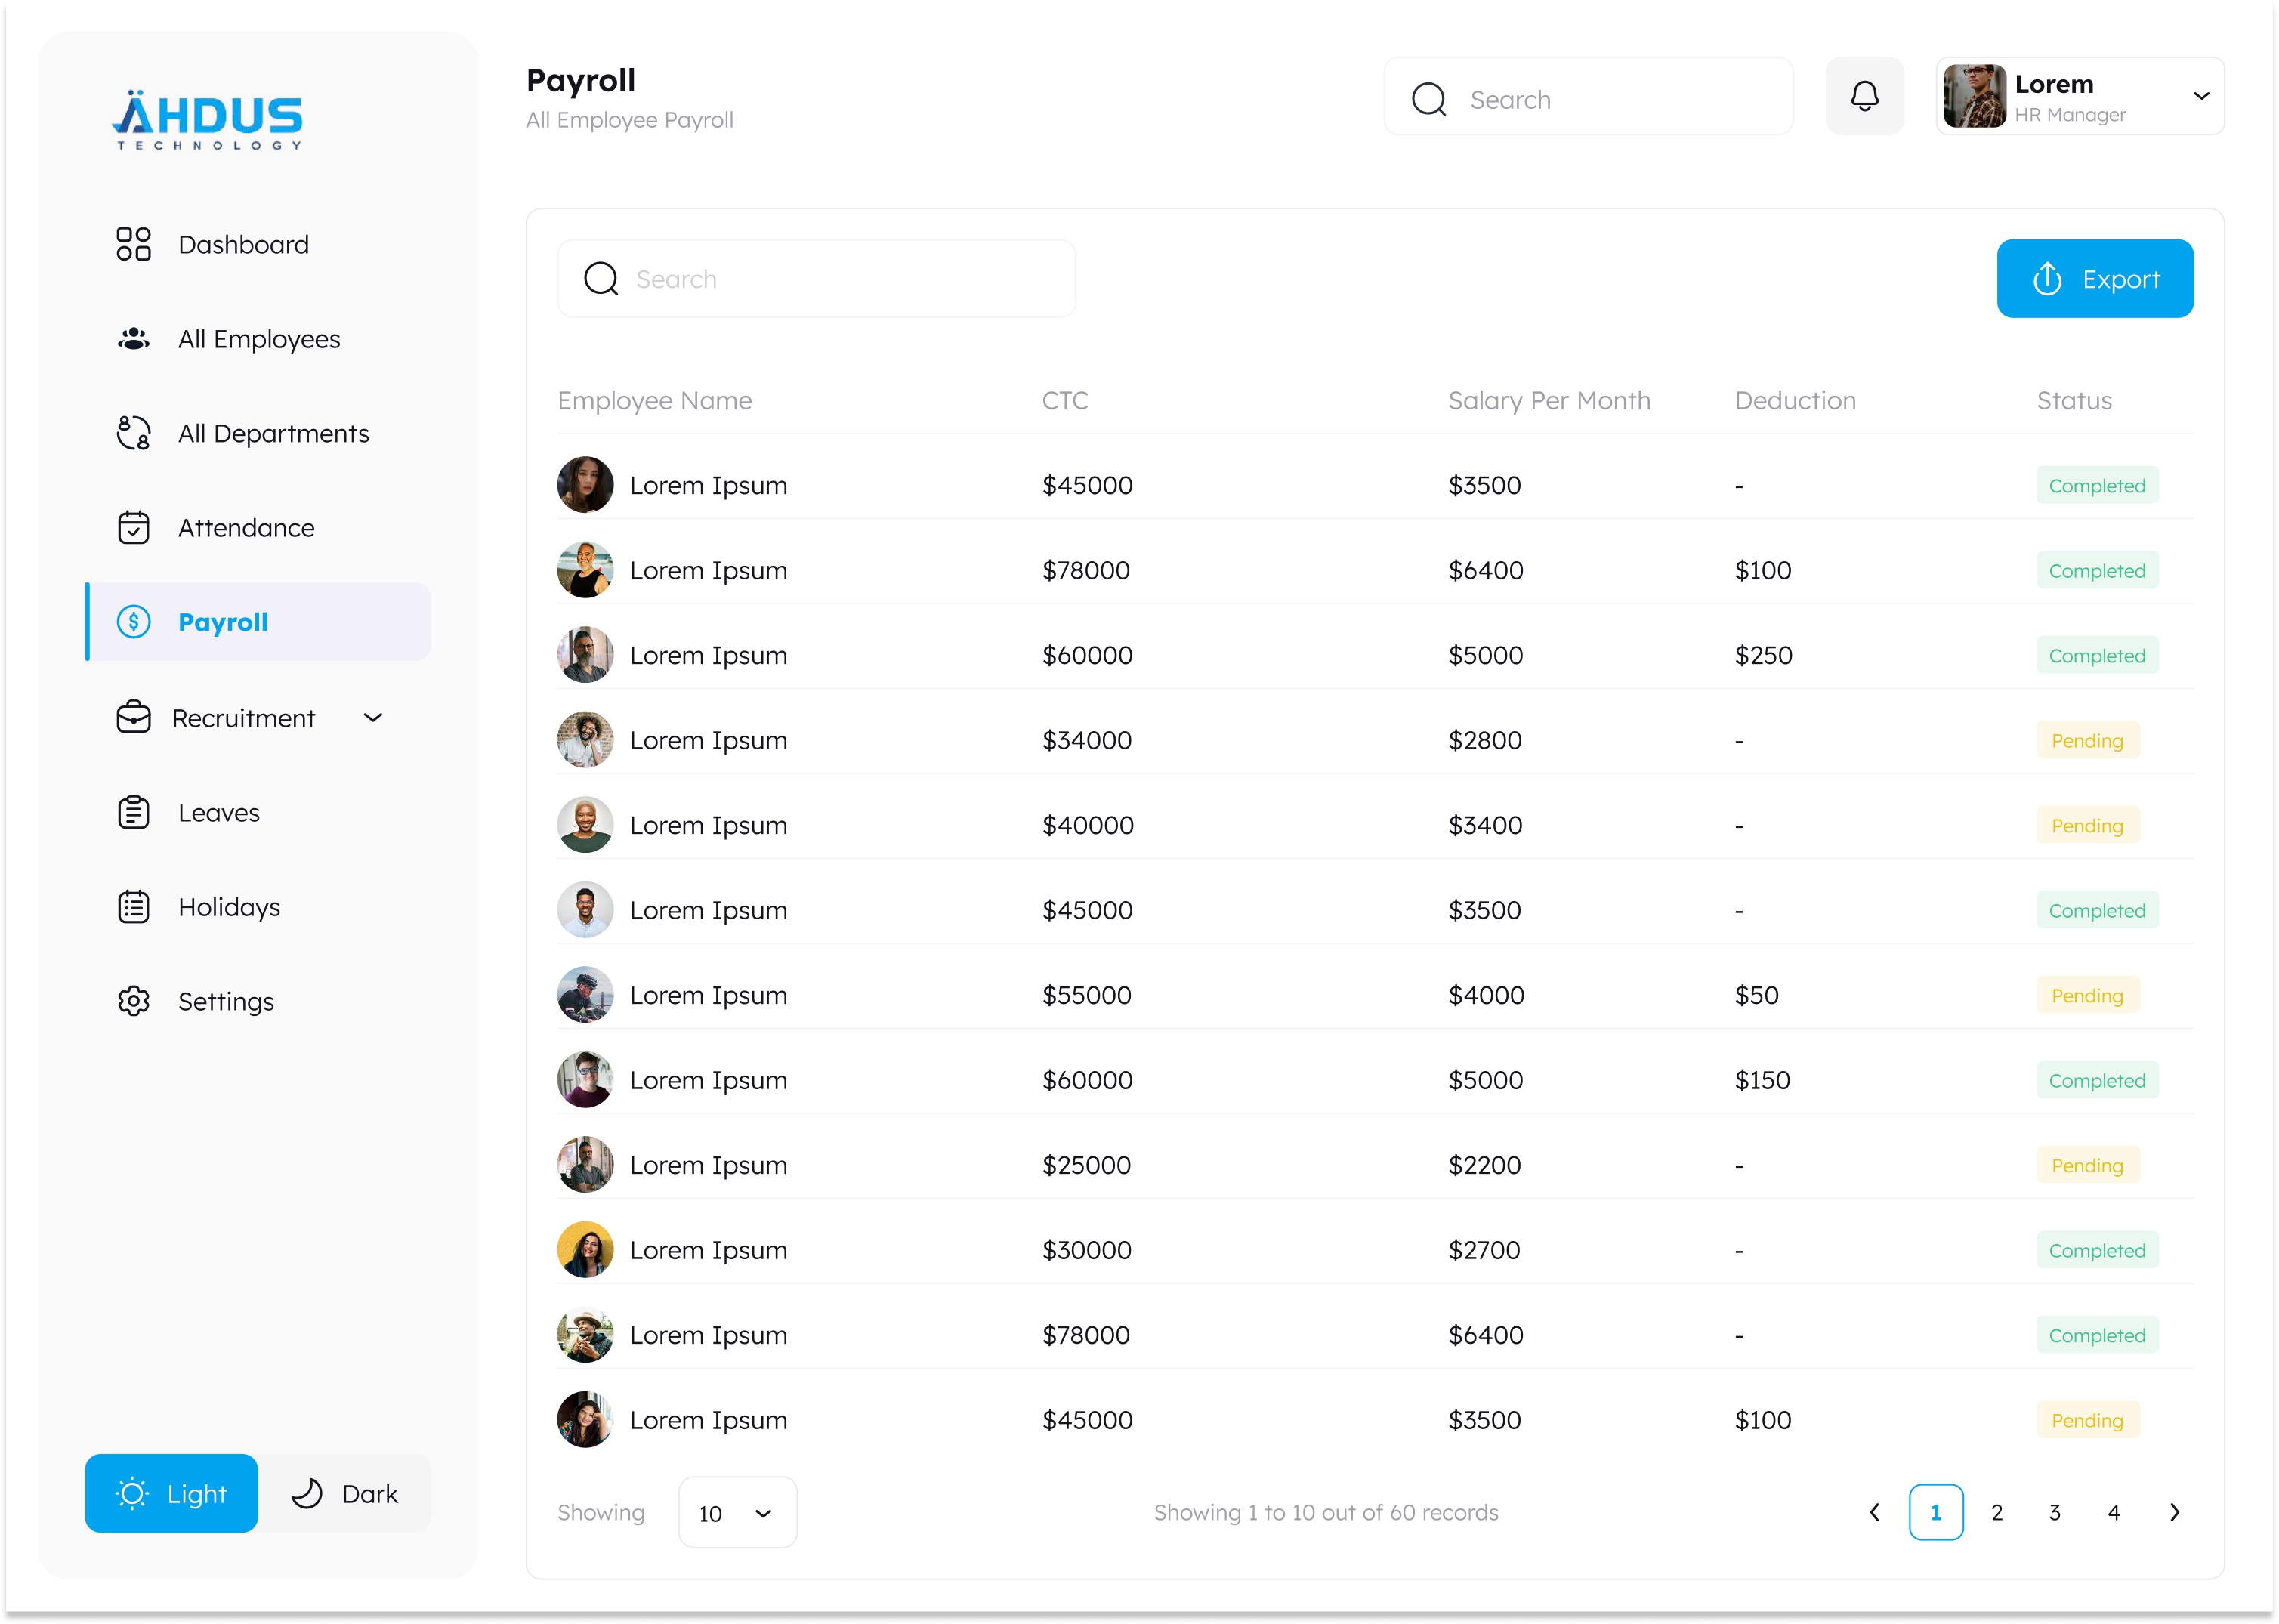 ÄHDUS
TECHNOLOGY
Dashboard
All Employees
All Departments
Attendance
Payroll
Recruitment
Leaves
Holidays
Settings
Light
Dark
Payroll
All Employee Payroll
Search
Lorem
HR Manager
Search
Export
Employee Name CTC Salary Per Month Deduction Status
Lorem Ipsum $45000 $3500 - Completed
Lorem Ipsum $78000 $6400 $100 Completed
Lorem Ipsum $60000 $5000 $250 Completed
Lorem Ipsum $34000 $2800 - Pending
Lorem Ipsum $40000 $3400 - Pending
Lorem Ipsum $45000 $3500 - Completed
Lorem Ipsum $55000 $4000 $50 Pending
Lorem Ipsum $60000 $5000 $150 Completed
Lorem Ipsum $25000 $2200 - Pending
Lorem Ipsum $30000 $2700 - Completed
Lorem Ipsum $78000 $6400 - Completed
Lorem Ipsum $45000 $3500 $100 Pending
Showing 10 Showing 1 to 10 out of 60 records 1 2 3 4